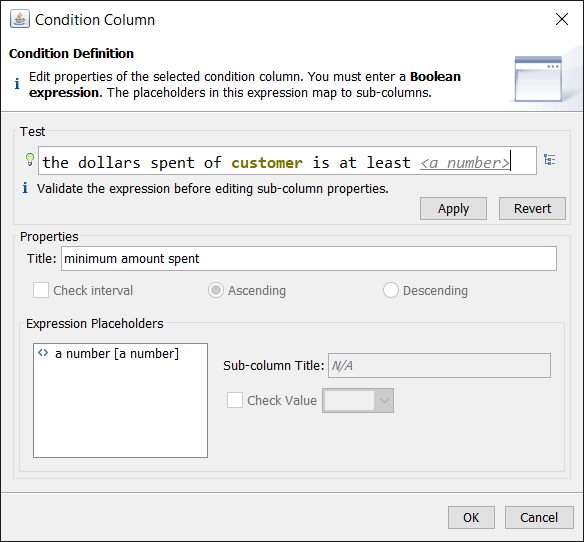 Condition Column
Condition Definition
Edit properties of the selected condition column. You must enter a Boolean
expression. The placeholders in this expression map to sub-columns.
Test
the dollars spent of customer is at least <a number>
Validate the expression before editing sub-column properties.
Apply Revert
Properties
Title: minimum amount spent
Check interval Ascending Descending
Expression Placeholders
<> a number [a number]
Sub-column Title: N/A
Check Value
OK Cancel